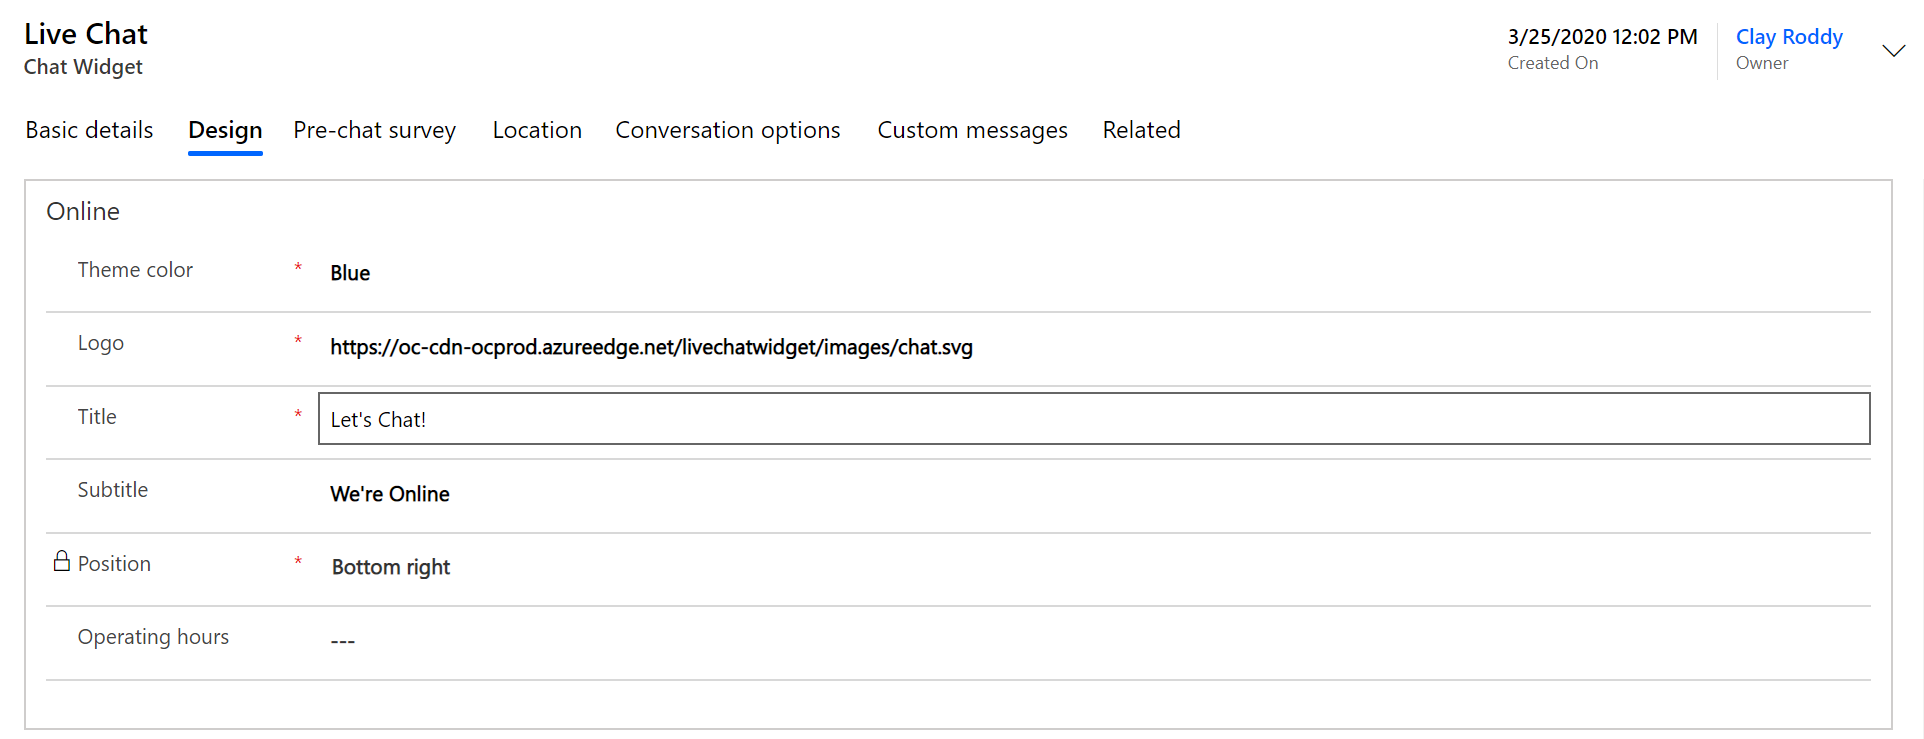 Live Chat
Chat Widget
3/25/2020 12:02 PM
Created On
Clay Roddy
Owner
Basic details Design Pre-chat survey Location Conversation options Custom messages Related
Online
Theme color * Blue
Logo * https://oc-cdn-ocprod.azureedge.net/livechatwidget/images/chat.svg
Title * Let's Chat!
Subtitle We're Online
Position * Bottom right
Operating hours ---